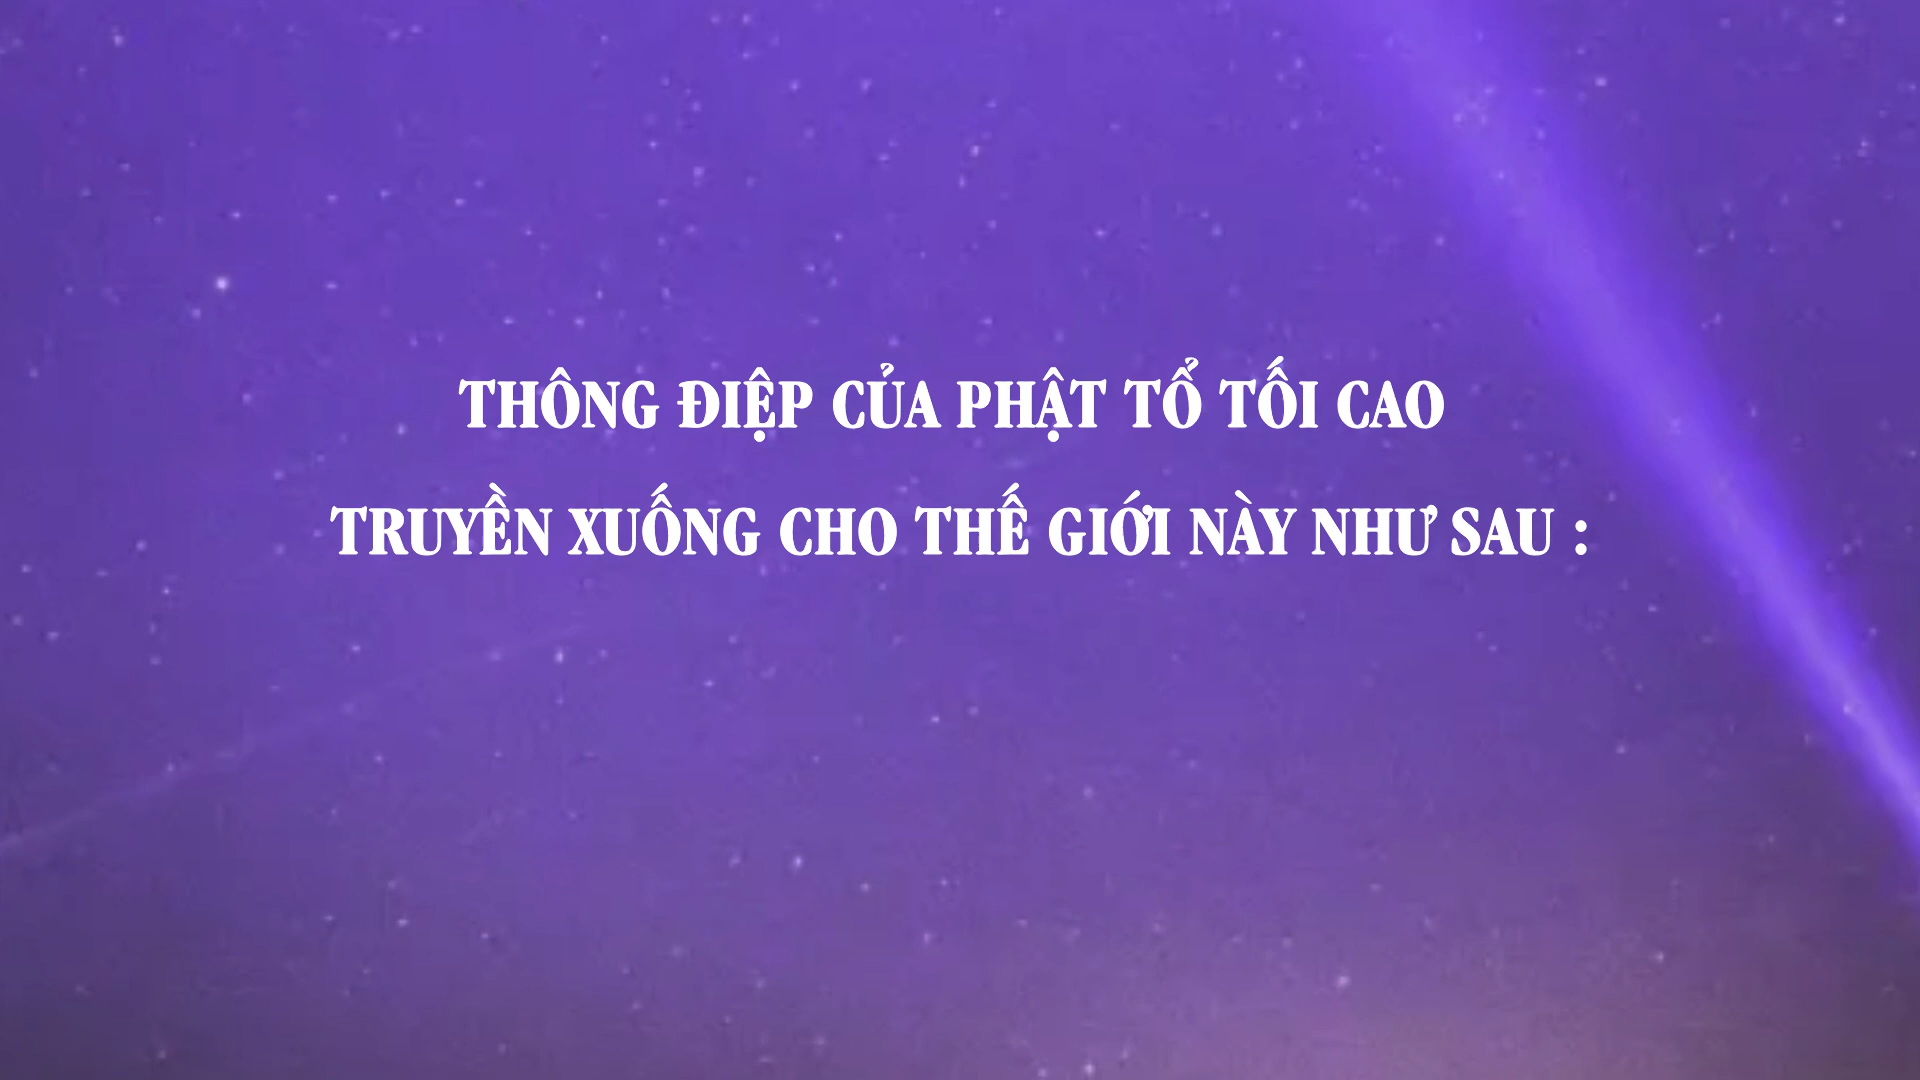 THÔNG ĐIỆP CỦA PHẬT TỔ TỐI CAO
TRUYỀN XUỐNG CHO THẾ GIỚI NÀY NHƯ SAU :